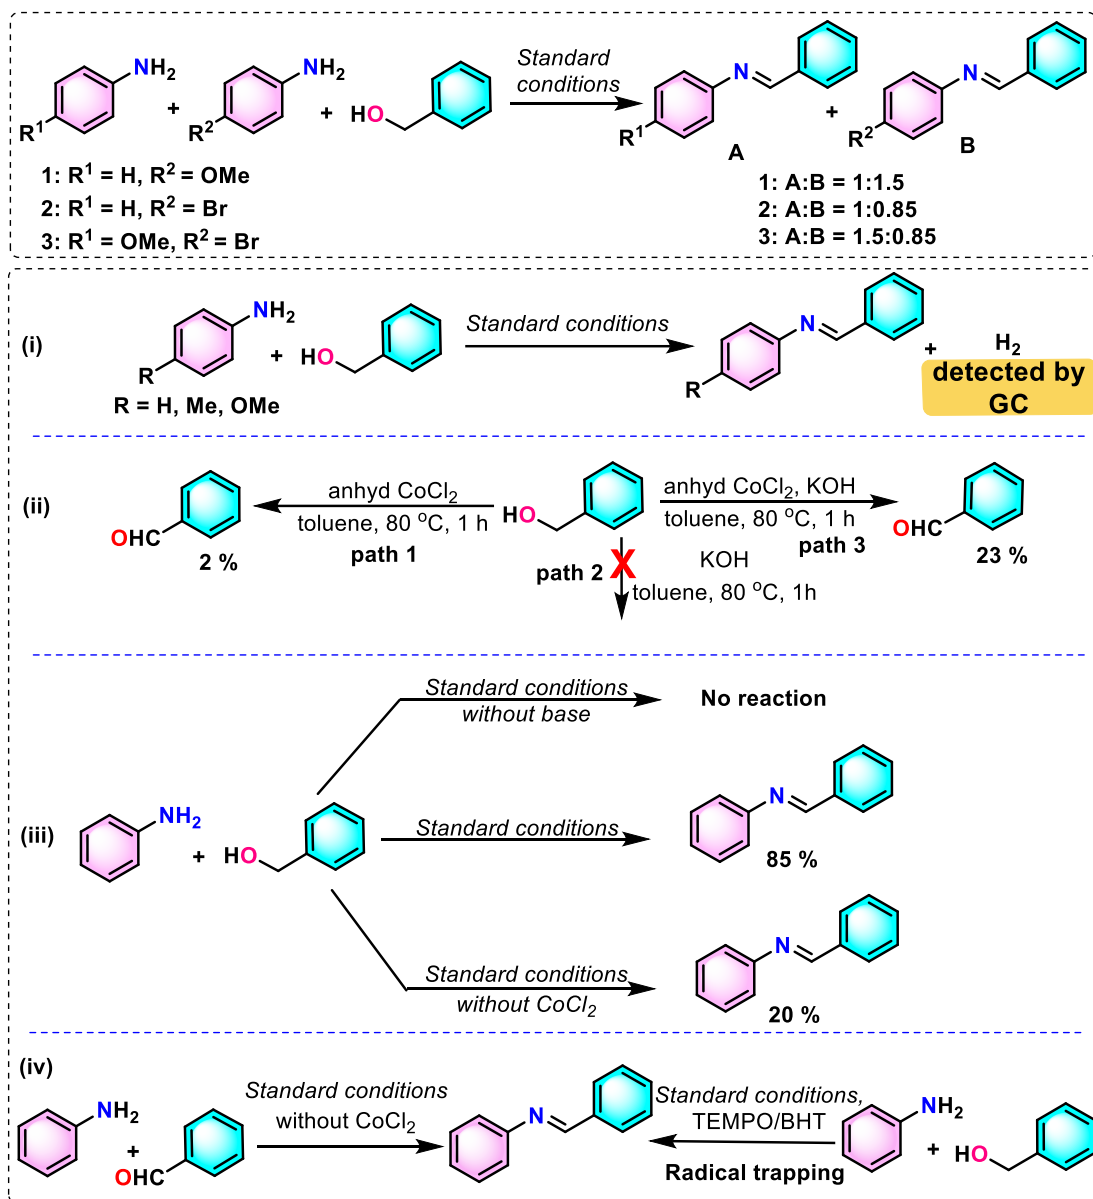 NH2
R1
+
NH2
R2
+
HO
Standard
conditions
N
R1
A
+
N
R2
B
1: R1 = H, R2 = OMe
2: R1 = H, R2 = Br
3: R1 = OMe, R2 = Br
1: A:B = 1:1.5
2: A:B = 1:0.85
3: A:B = 1.5:0.85
(i)
NH2
R
+
HO
R = H, Me, OMe
Standard conditions
N
R
+
H2
detected by
GC
(ii)
OHC
2 %
anhyd CoCl2
toluene, 80 oC, 1 h
path 1
HO
path 2
X
KOH
toluene, 80 oC, 1h
anhyd CoCl2, KOH
toluene, 80 oC, 1 h
path 3
OHC
23 %
(iii)
NH2
+
HO
Standard conditions
without base
No reaction
Standard conditions
N
85 %
Standard conditions
without CoCl2
N
20 %
(iv)
NH2
+
OHC
Standard conditions
without CoCl2
N
Standard conditions,
TEMPO/BHT
Radical trapping
NH2
+
HO